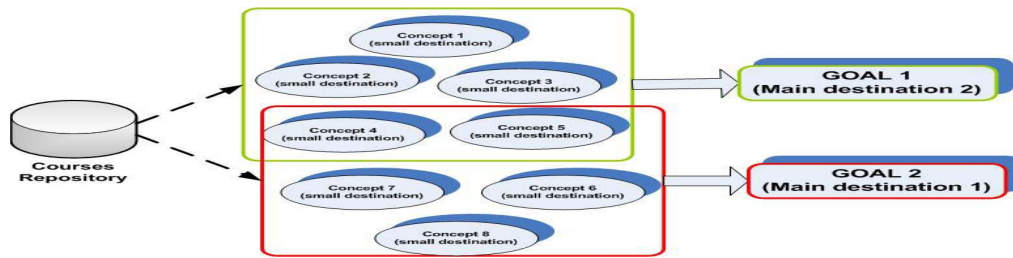 Concept 1
(small destination)
Concept 2
(small destination)
Concept 3
(small destination)
GOAL 1
(Main destination 2)
Concept 4
(small destination)
Concept 5
(small destination)
Courses
Repository
Concept 7
(small destination)
Concept 6
(small destination)
GOAL 2
(Main destination 1)
Concept 8
(small destination)